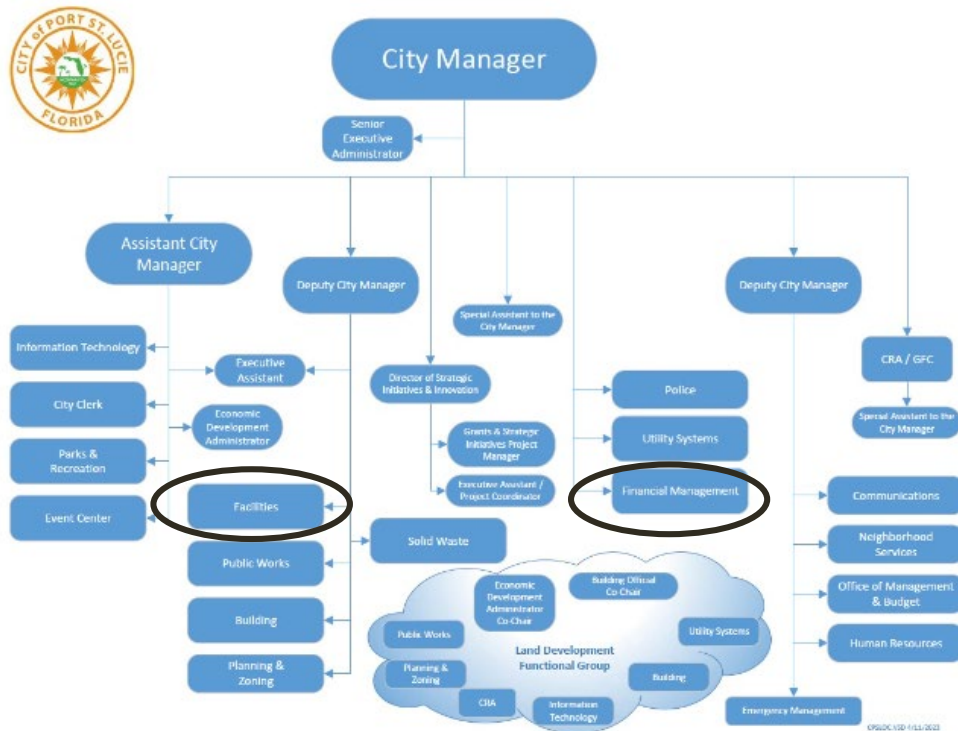 CITY of PORT ST. LUCIE
FLORIDA
City Manager
Senior
Executive
Administrator
Assistant City
Manager
Deputy City Manager
Deputy City Manager
Special Assistant to the
City Manager
Information Technology
Executive
Assistant
Director of Strategic
Initiatives & Innovation
Police
CRA / GFC
City Clerk
Economic
Development
Administrator
Grants & Strategic
Initiatives Project
Manager
Utility Systems
Special Assistant to the
City Manager
Parks &
Recreation
Executive Assistant /
Project Coordinator
Financial Management
Facilities
Communications
Event Center
Solid Waste
Neighborhood
Services
Public Works
Economic
Development
Administrator
Co-Chair
Building Official
Co-Chair
Office of Management
& Budget
Building
Public Works
Utility Systems
Land Development
Functional Group
Human Resources
Planning &
Zoning
Planning &
Zoning
Building
CRA
Information
Technology
Emergency Management